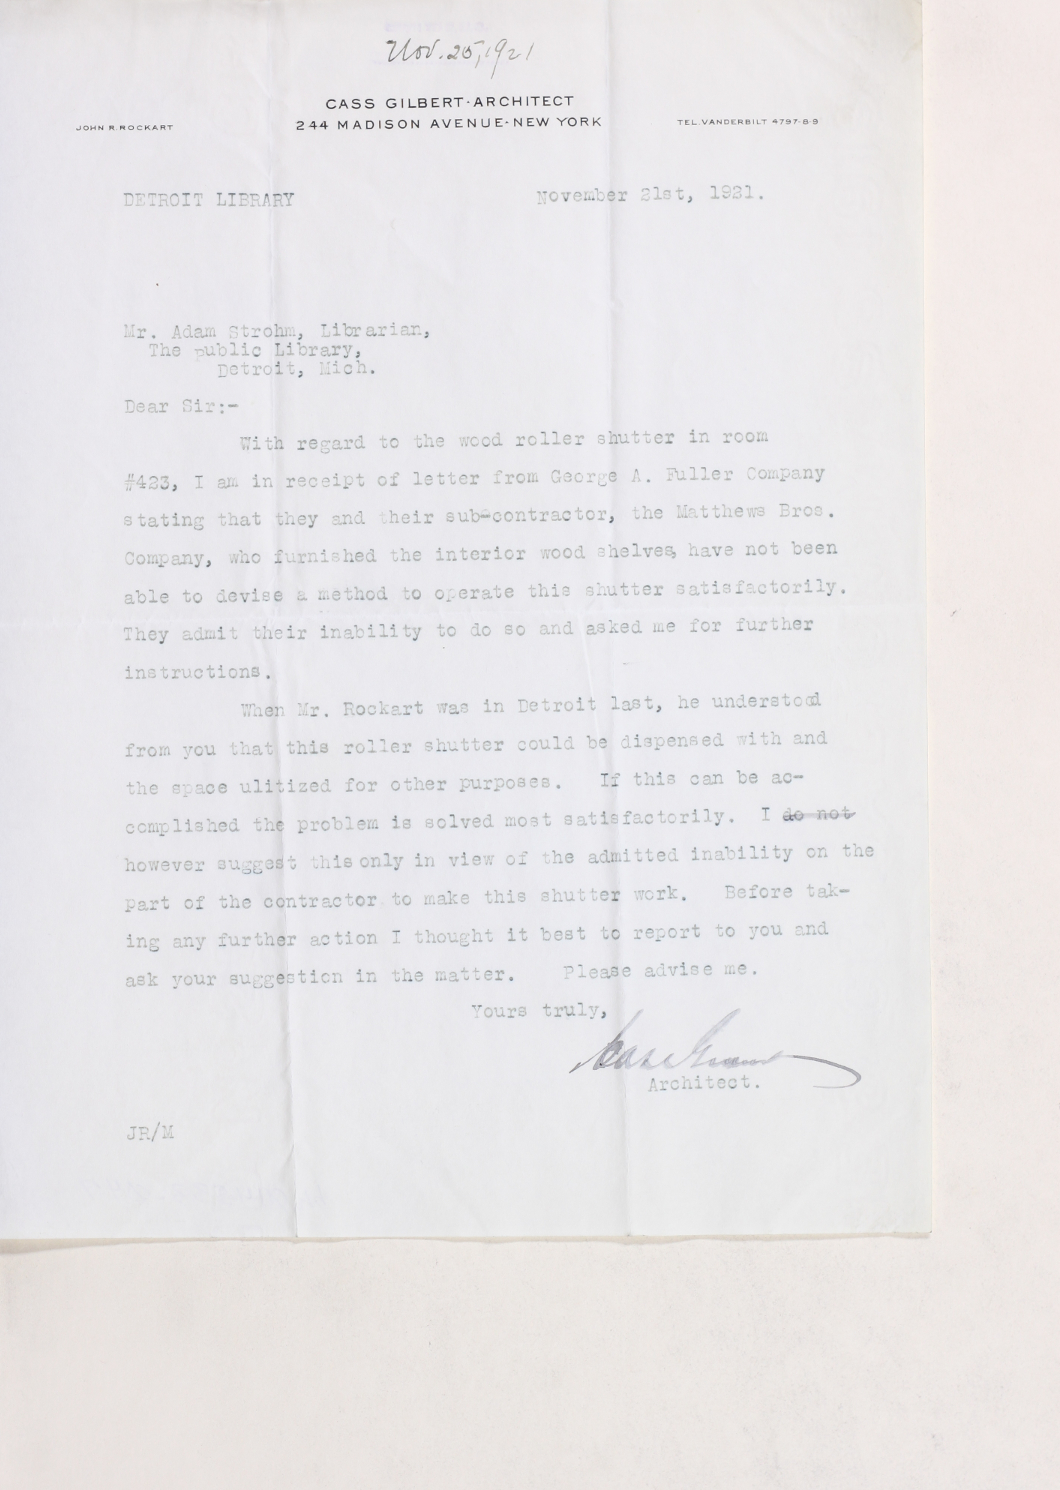 Nov. 25, 1921
CASS GILBERT·ARCHITECT
244 MADISON AVENUE·NEW YORK
JOHN R. ROCKART
TEL. VANDERBILT 4797-8-9
DETROIT LIBRARY November 21st, 1921.
Mr. Adam Strohm, Librarian,
The public Library,
Detroit, Mich.
Dear Sir:-
With regard to the wood roller shutter in room
#423, I am in receipt of letter from George A. Fuller Company
stating that they and their sub-contractor, the Matthews Bros.
Company, who furnished the interior wood shelves, have not been
able to devise a method to operate this shutter satisfactorily.
They admit their inability to do so and asked me for further
instructions.
When Mr. Rockart was in Detroit last, he understood
from you that this roller shutter could be dispensed with and
the space ulitized for other purposes. If this can be ac-
complished the problem is solved most satisfactorily. I do not
however suggest this only in view of the admitted inability on the
part of the contractor to make this shutter work. Before tak-
ing any further action I thought it best to report to you and
ask your suggestion in the matter. Please advise me.
Yours truly,
Cass Gilbert
Architect.
JR/M